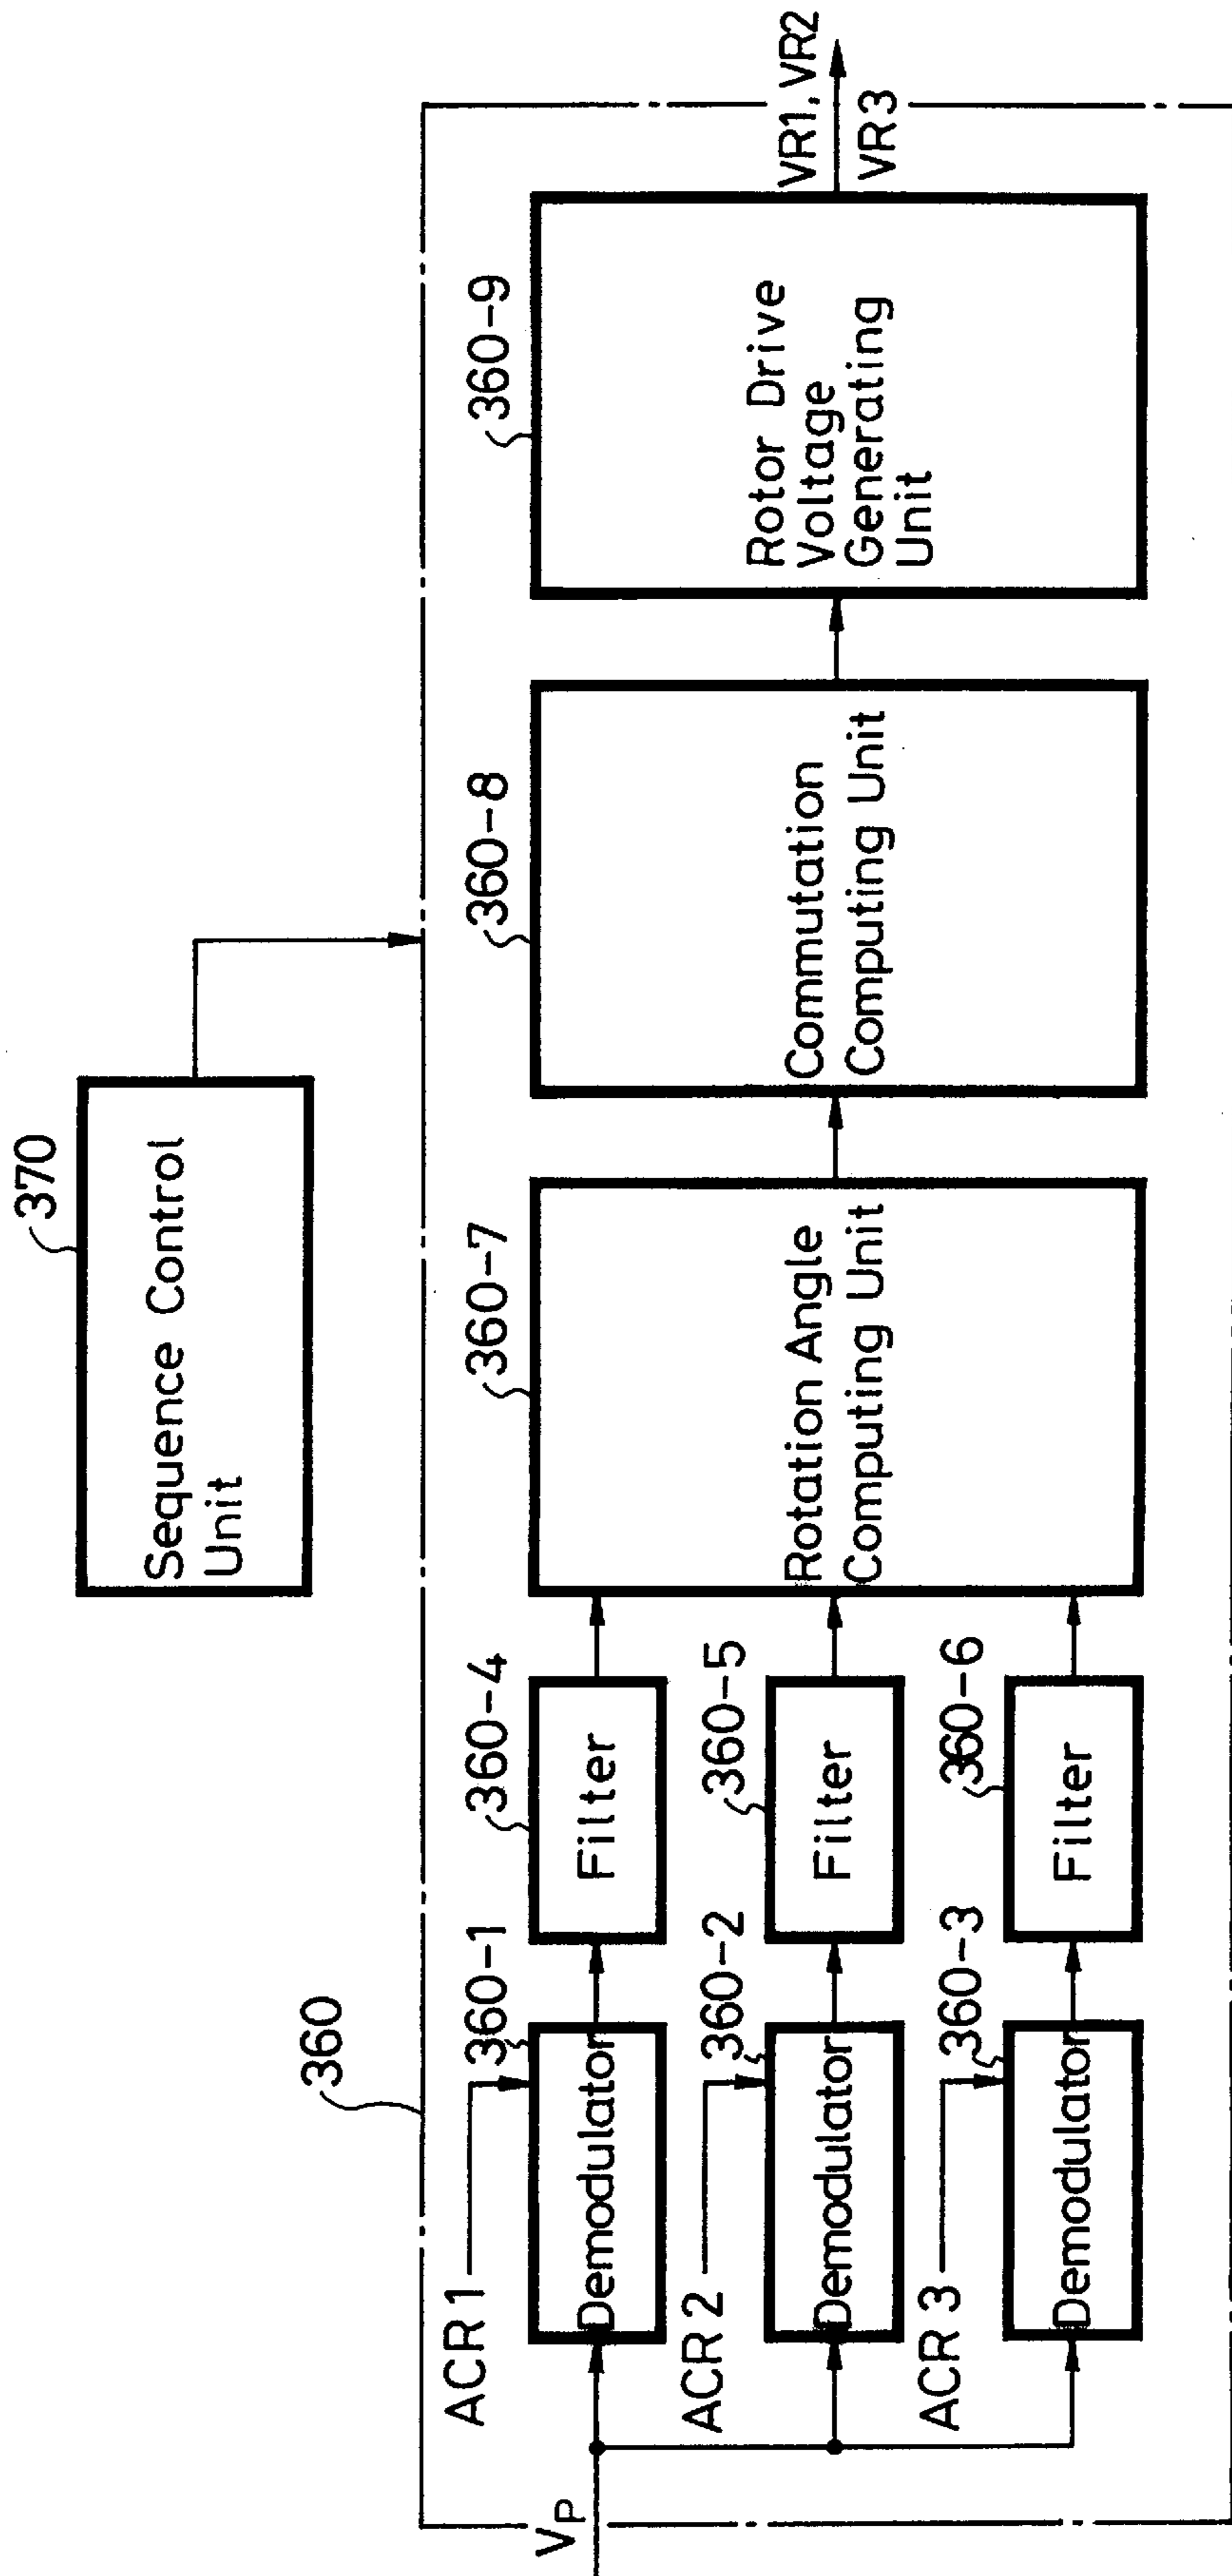 370
Sequence Control
Unit
360
VP
ACR 1
360-1
Demodulator
360-4
Filter
ACR 2
360-2
Demodulator
360-5
Filter
ACR 3
360-3
Demodulator
360-6
Filter
360-7
Rotation Angle
Computing Unit
360-8
Commutation
Computing Unit
360-9
Rotor Drive
Voltage
Generating
Unit
VR1, VR2
VR3